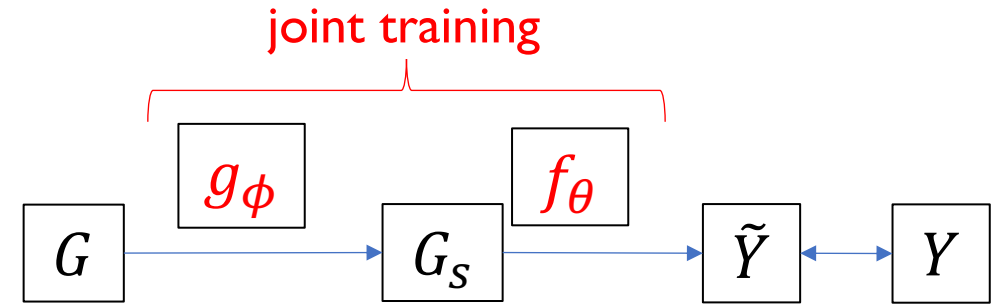 joint training
g_ϕ
f_θ
G
G_s
Ỹ
Y